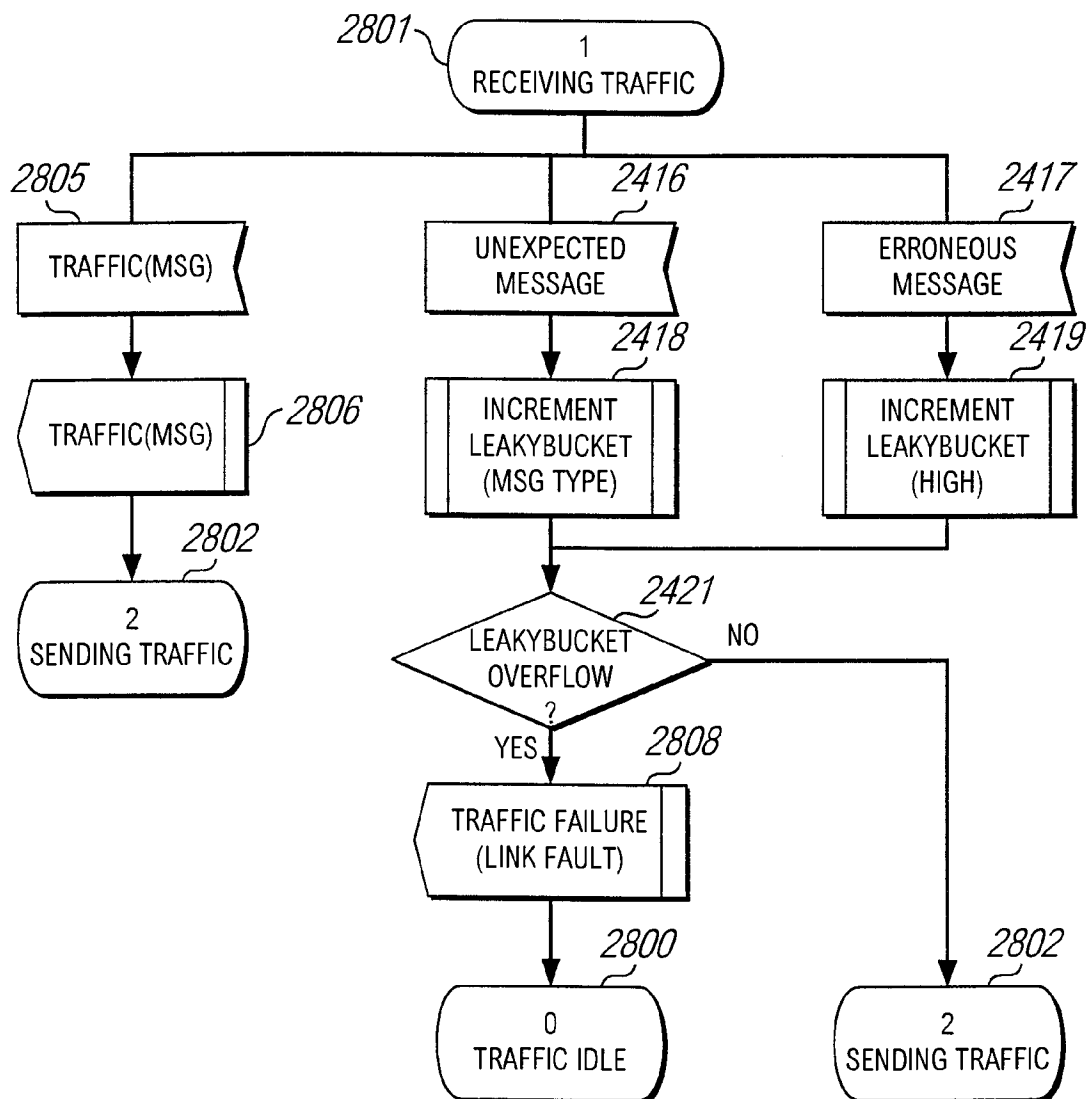 2801
1
RECEIVING TRAFFIC
2805
2416
2417
TRAFFIC(MSG)
UNEXPECTED
MESSAGE
ERRONEOUS
MESSAGE
2418
2419
TRAFFIC(MSG)
2806
INCREMENT
LEAKYBUCKET
(MSG TYPE)
INCREMENT
LEAKYBUCKET
(HIGH)
2802
2
SENDING TRAFFIC
2421
LEAKYBUCKET
OVERFLOW
?
NO
YES
2808
TRAFFIC FAILURE
(LINK FAULT)
2800
2802
0
TRAFFIC IDLE
2
SENDING TRAFFIC